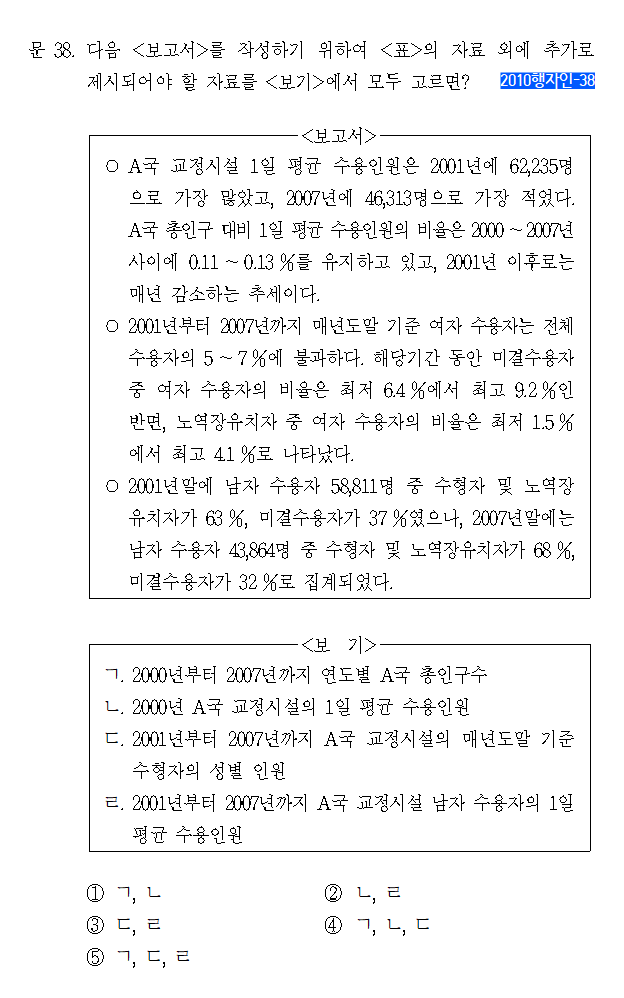 문 38. 다음 <보고서>를 작성하기 위하여 <표>의 자료 외에 추가로
제시되어야 할 자료를 <보기>에서 모두 고르면? 2010행자인-38
<보고서>
○ A국 교정시설 1일 평균 수용인원은 2001년에 62,235명
으로 가장 많았고, 2007년에 46,313명으로 가장 적었다.
A국 총인구 대비 1일 평균 수용인원의 비율은 2000 ~ 2007년
사이에 0.11 ~ 0.13 %를 유지하고 있고, 2001년 이후로는
매년 감소하는 추세이다.
○ 2001년부터 2007년까지 매년도말 기준 여자 수용자는 전체
수용자의 5 ~ 7 %에 불과하다. 해당기간 동안 미결수용자
중 여자 수용자의 비율은 최저 6.4 %에서 최고 9.2 %인
반면, 노역장유치자 중 여자 수용자의 비율은 최저 1.5 %
에서 최고 4.1 %로 나타났다.
○ 2001년말에 남자 수용자 58,811명 중 수형자 및 노역장
유치자가 63 %, 미결수용자가 37 %였으나, 2007년말에는
남자 수용자 43,864명 중 수형자 및 노역장유치자가 68 %,
미결수용자가 32 %로 집계되었다.
<보 기>
ㄱ. 2000년부터 2007년까지 연도별 A국 총인구수
ㄴ. 2000년 A국 교정시설의 1일 평균 수용인원
ㄷ. 2001년부터 2007년까지 A국 교정시설의 매년도말 기준
수형자의 성별 인원
ㄹ. 2001년부터 2007년까지 A국 교정시설 남자 수용자의 1일
평균 수용인원
① ㄱ, ㄴ ② ㄴ, ㄹ
③ ㄷ, ㄹ ④ ㄱ, ㄴ, ㄷ
⑤ ㄱ, ㄷ, ㄹ